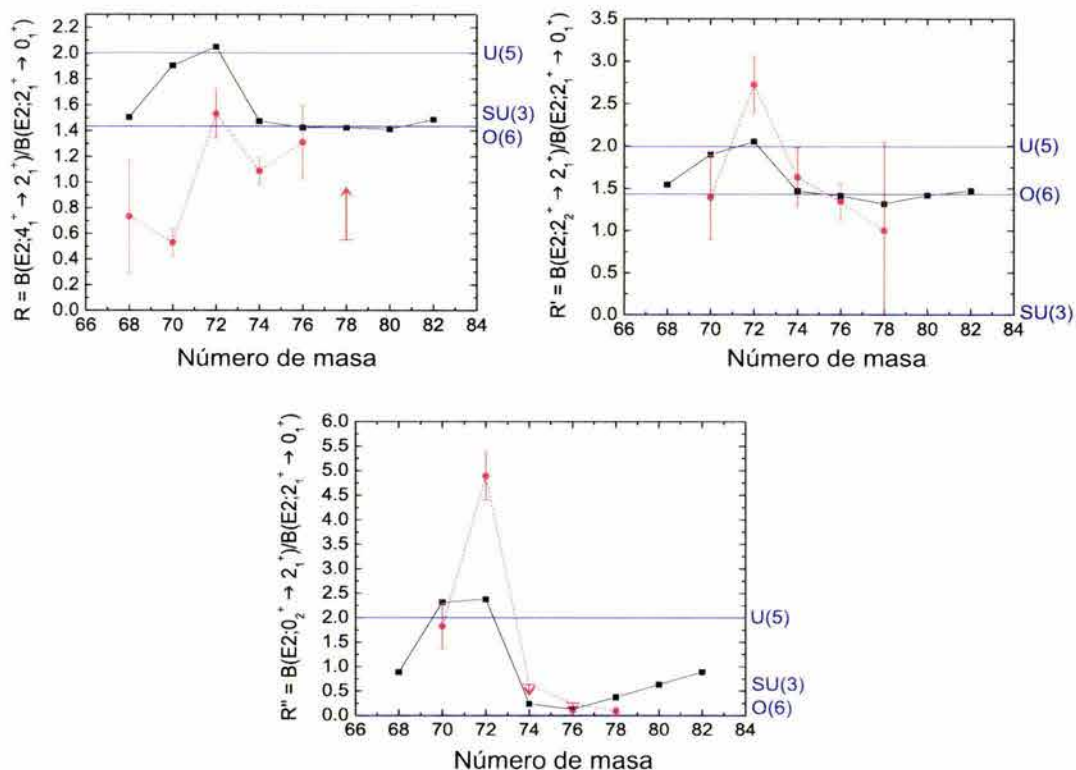 R = B(E2;4₁⁺ → 2₁⁺)/B(E2;2₁⁺ → 0₁⁺)
2.2
2.0
1.8
1.6
1.4
1.2
1.0
0.8
0.6
0.4
0.2
0.0
U(5)
SU(3)
O(6)
66 68 70 72 74 76 78 80 82 84
Número de masa
R' = B(E2;2₂⁺ → 2₁⁺)/B(E2;2₁⁺ → 0₁⁺)
3.5
3.0
2.5
2.0
1.5
1.0
0.5
0.0
U(5)
O(6)
SU(3)
66 68 70 72 74 76 78 80 82 84
Número de masa
R'' = B(E2;0₂⁺ → 2₁⁺)/B(E2;2₁⁺ → 0₁⁺)
6.0
5.5
5.0
4.5
4.0
3.5
3.0
2.5
2.0
1.5
1.0
0.5
0.0
U(5)
SU(3)
O(6)
66 68 70 72 74 76 78 80 82 84
Número de masa